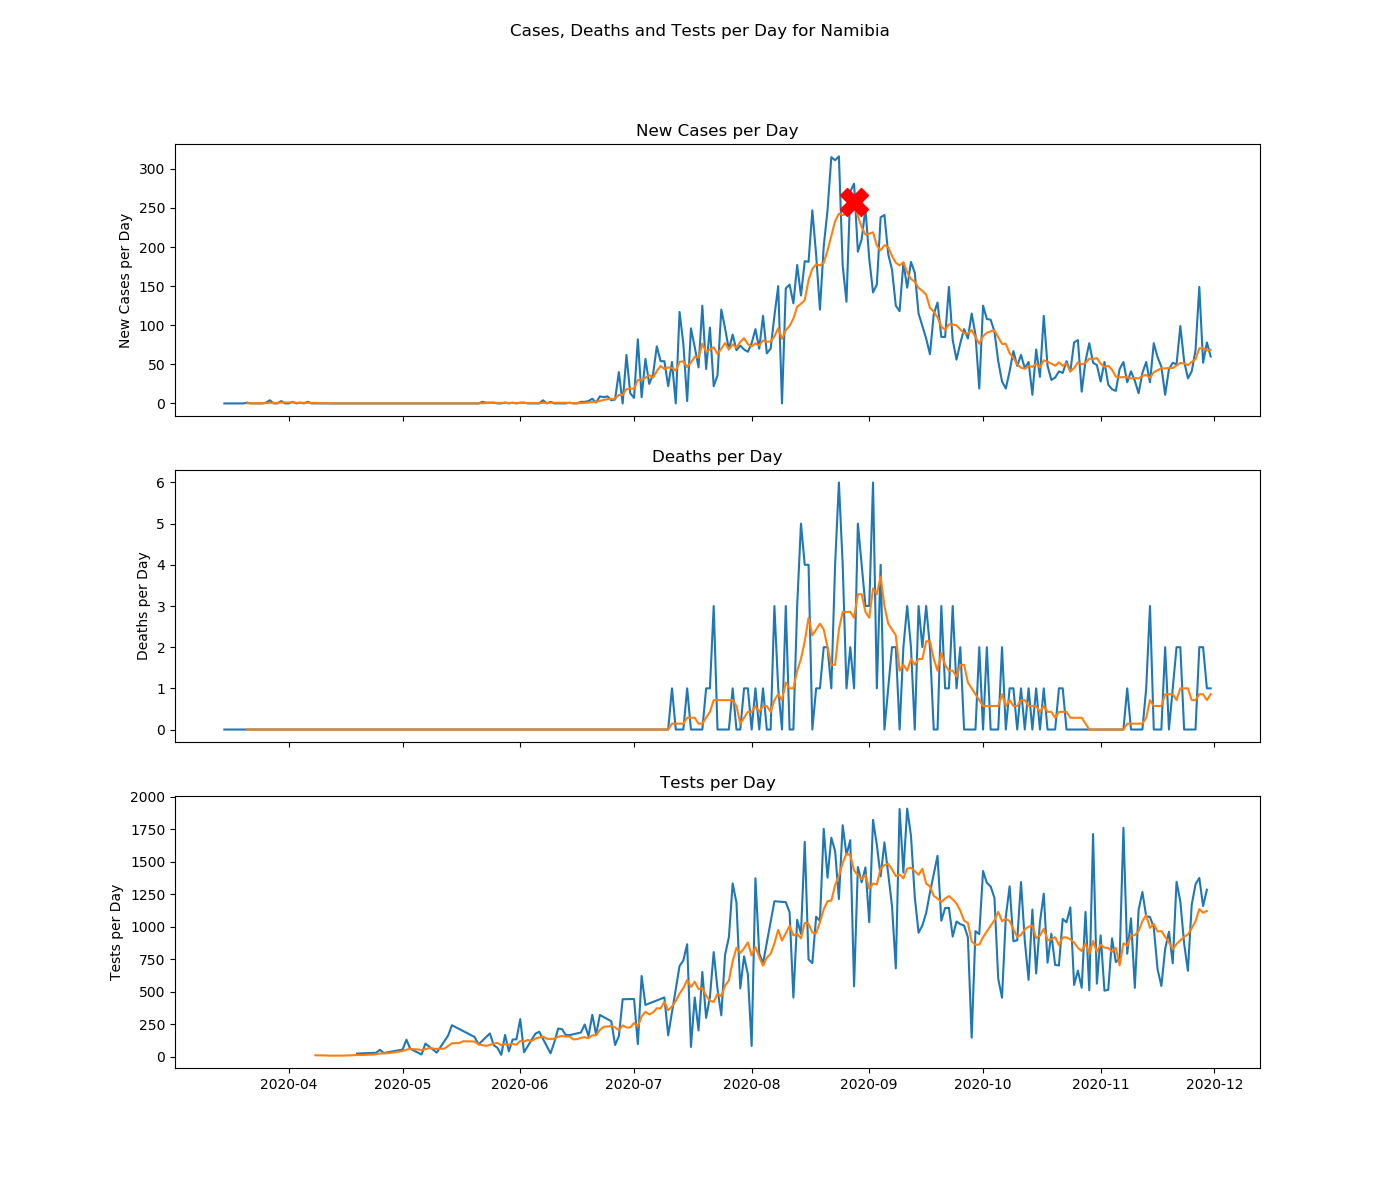 Cases, Deaths and Tests per Day for Namibia
New Cases per Day
New Cases per Day
300
250
200
150
100
50
0
Deaths per Day
Deaths per Day
6
5
4
3
2
1
0
Tests per Day
Tests per Day
2000
1750
1500
1250
1000
750
500
250
0
2020-04 2020-05 2020-06 2020-07 2020-08 2020-09 2020-10 2020-11 2020-12